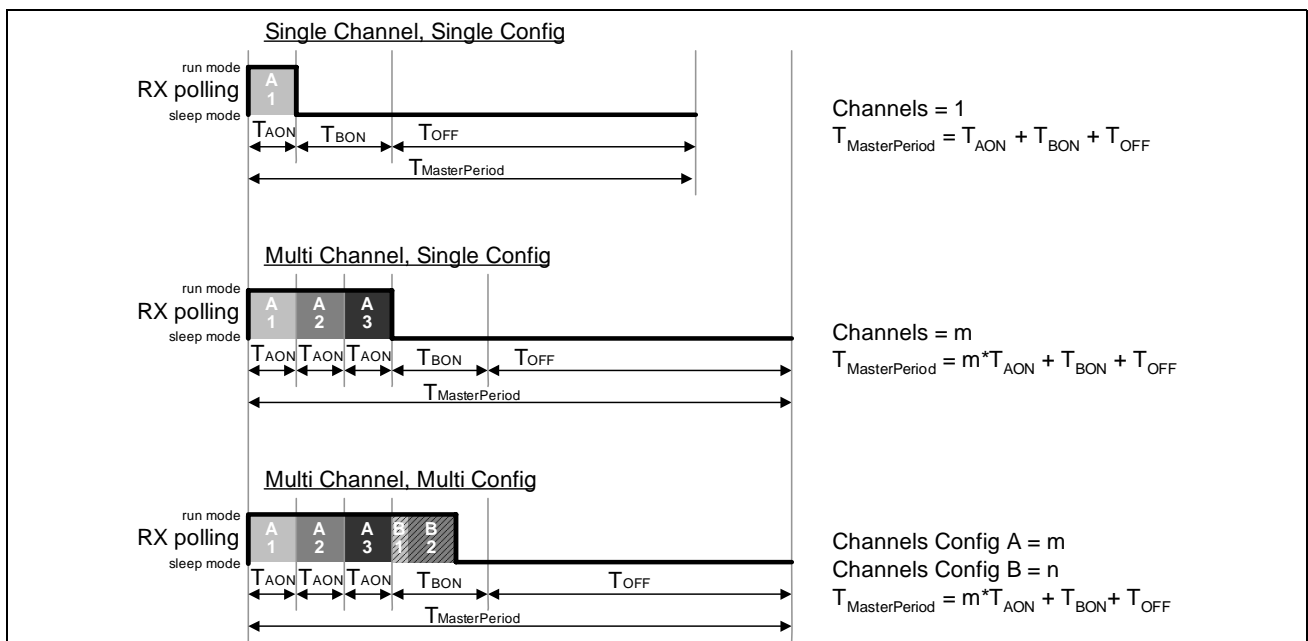 Single Channel, Single Config
run mode
RX polling
sleep mode
A
1
TAON
TBON
TOFF
TMasterPeriod
Channels = 1
TMasterPeriod = TAON + TBON + TOFF
Multi Channel, Single Config
run mode
RX polling
sleep mode
A A A
1 2 3
TAON TAON TAON TBON TOFF
TMasterPeriod
Channels = m
TMasterPeriod = m*TAON + TBON + TOFF
Multi Channel, Multi Config
run mode
RX polling
sleep mode
A A A B B
1 2 3 1 2
TAON TAON TAON TBON TOFF
TMasterPeriod
Channels Config A = m
Channels Config B = n
TMasterPeriod = m*TAON + TBON+ TOFF